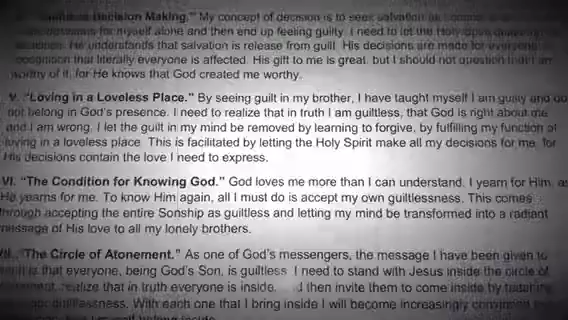 Decision Making." My concept of decision is to seek salvation
for myself alone and then end up feeling guilty. I need to let the Holy
He understands that salvation is release from guilt. His decisions are made for everyone
recognition that literally everyone is affected. His gift to me is great, but I should not question that I am
worthy of it, for He knows that God created me worthy.
V. "Loving in a Loveless Place." By seeing guilt in my brother, I have taught myself I am guilty and do
not belong in God's presence. I need to realize that in truth I am guiltless, that God is right about me
and I am wrong. I let the guilt in my mind be removed by learning to forgive, by fulfilling my function of
loving in a loveless place. This is facilitated by letting the Holy Spirit make all my decisions for me, for
His decisions contain the love I need to express.
VI. "The Condition for Knowing God." God loves me more than I can understand. I yearn for Him, as
He yearns for me. To know Him again, all I must do is accept my own guiltlessness. This comes
through accepting the entire Sonship as guiltless and letting my mind be transformed into a radiant
message of His love to all my lonely brothers.
"The Circle of Atonement." As one of God's messengers, the message I have been given to
is that everyone, being God's Son, is guiltless. I need to stand with Jesus inside the circle of
realize that in truth everyone is inside, then invite them to come inside by teaching
guiltlessness. With each one that I bring inside I will become increasingly convinced
belong inside